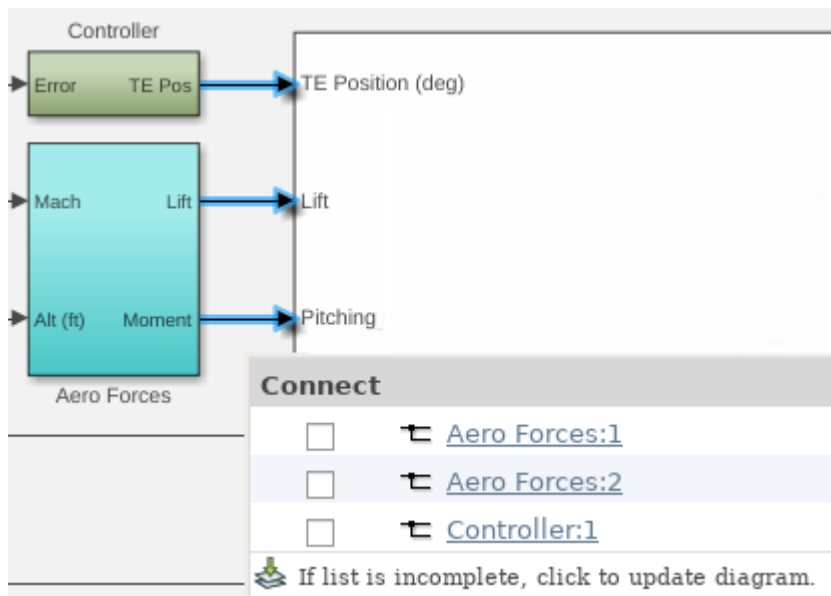 Controller
Error TE Pos
TE Position (deg)
Mach Lift
Lift
Alt (ft) Moment
Pitching
Aero Forces
Connect
Aero Forces:1
Aero Forces:2
Controller:1
If list is incomplete, click to update diagram.